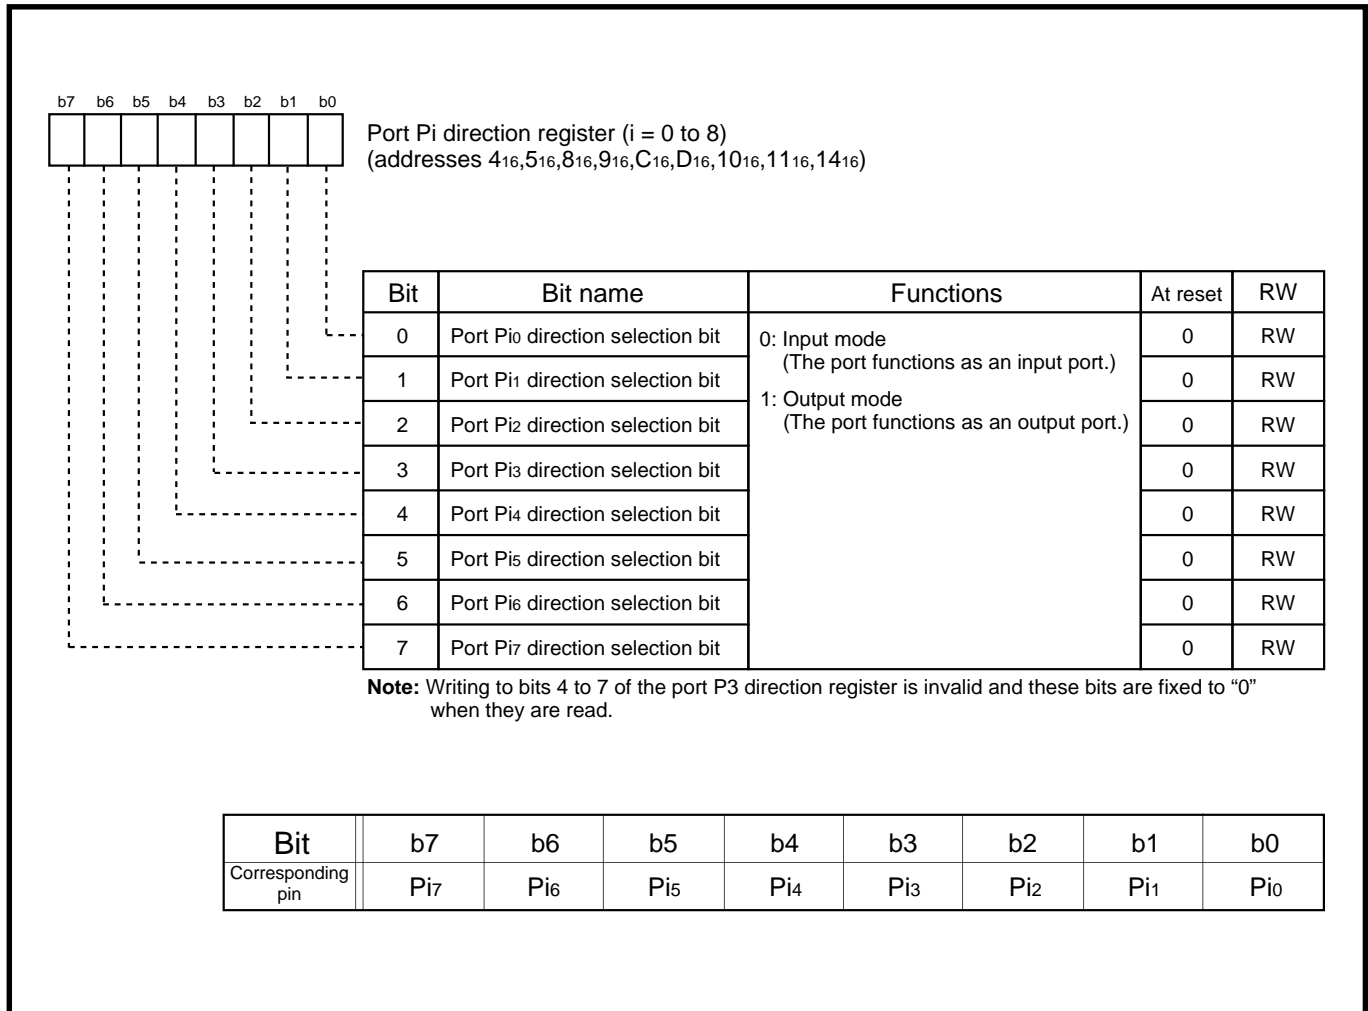 b7 b6 b5 b4 b3 b2 b1 b0
Port Pi direction register (i = 0 to 8)
(addresses 4₁₆,5₁₆,8₁₆,9₁₆,C₁₆,D₁₆,10₁₆,11₁₆,14₁₆)
Bit Bit name Functions At reset RW
0 Port Pi₀ direction selection bit 0 RW
1 Port Pi₁ direction selection bit 0 RW
2 Port Pi₂ direction selection bit 0 RW
3 Port Pi₃ direction selection bit 0 RW
4 Port Pi₄ direction selection bit 0 RW
5 Port Pi₅ direction selection bit 0 RW
6 Port Pi₆ direction selection bit 0 RW
7 Port Pi₇ direction selection bit 0 RW
0: Input mode
(The port functions as an input port.)
1: Output mode
(The port functions as an output port.)
Note: Writing to bits 4 to 7 of the port P3 direction register is invalid and these bits are fixed to “0”
when they are read.
Bit b7 b6 b5 b4 b3 b2 b1 b0
Corresponding
pin Pi₇ Pi₆ Pi₅ Pi₄ Pi₃ Pi₂ Pi₁ Pi₀